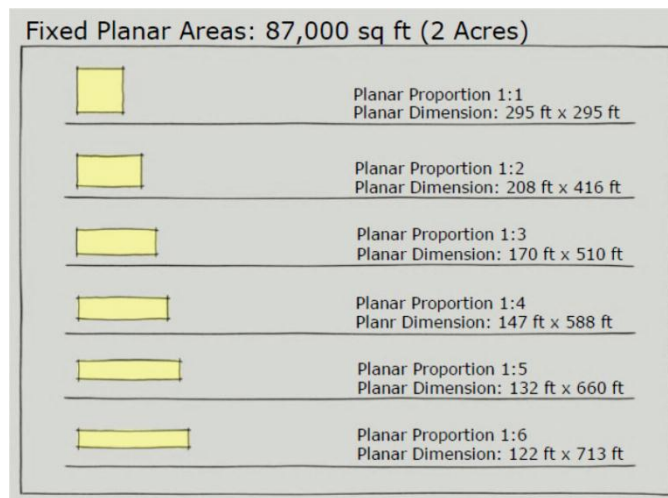 Fixed Planar Areas: 87,000 sq ft (2 Acres)
Planar Proportion 1:1
Planar Dimension: 295 ft x 295 ft
Planar Proportion 1:2
Planar Dimension: 208 ft x 416 ft
Planar Proportion 1:3
Planar Dimension: 170 ft x 510 ft
Planar Proportion 1:4
Planr Dimension: 147 ft x 588 ft
Planar Proportion 1:5
Planar Dimension: 132 ft x 660 ft
Planar Proportion 1:6
Planar Dimension: 122 ft x 713 ft